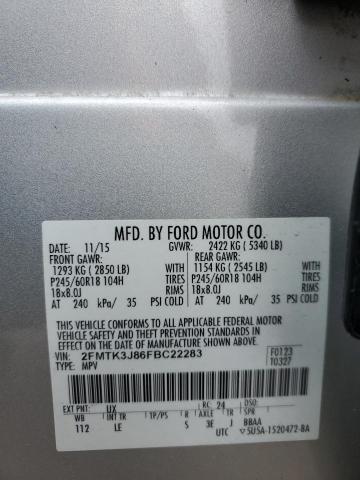 MFD. BY FORD MOTOR CO.
DATE: 11/15 GVWR: 2422 KG ( 5340 LB)
FRONT GAWR: REAR GAWR:
1293 KG ( 2850 LB) 1154 KG ( 2545 LB)
P245/60R18 104H TIRES P245/60R18 104H TIRES
18x8.0J RIMS 18x8.0J RIMS
AT 240 kPa/ 35 PSI COLD AT 240 kPa/ 35 PSI COLD
THIS VEHICLE CONFORMS TO ALL APPLICABLE FEDERAL MOTOR
VEHICLE SAFETY AND THEFT PREVENTION STANDARDS IN
EFFECT ON THE DATE OF MANUFACTURE SHOWN ABOVE.
VIN: 2FMTK3J86FBC22283 F0123
TYPE: MPV T0327
EXT PNT: UX RC: 24 DSO:
WB BRK INT TR TP/PS R AXLE TR SPR
112 LE S 3E J BBAA
UTC 5U5A-1520472-BA